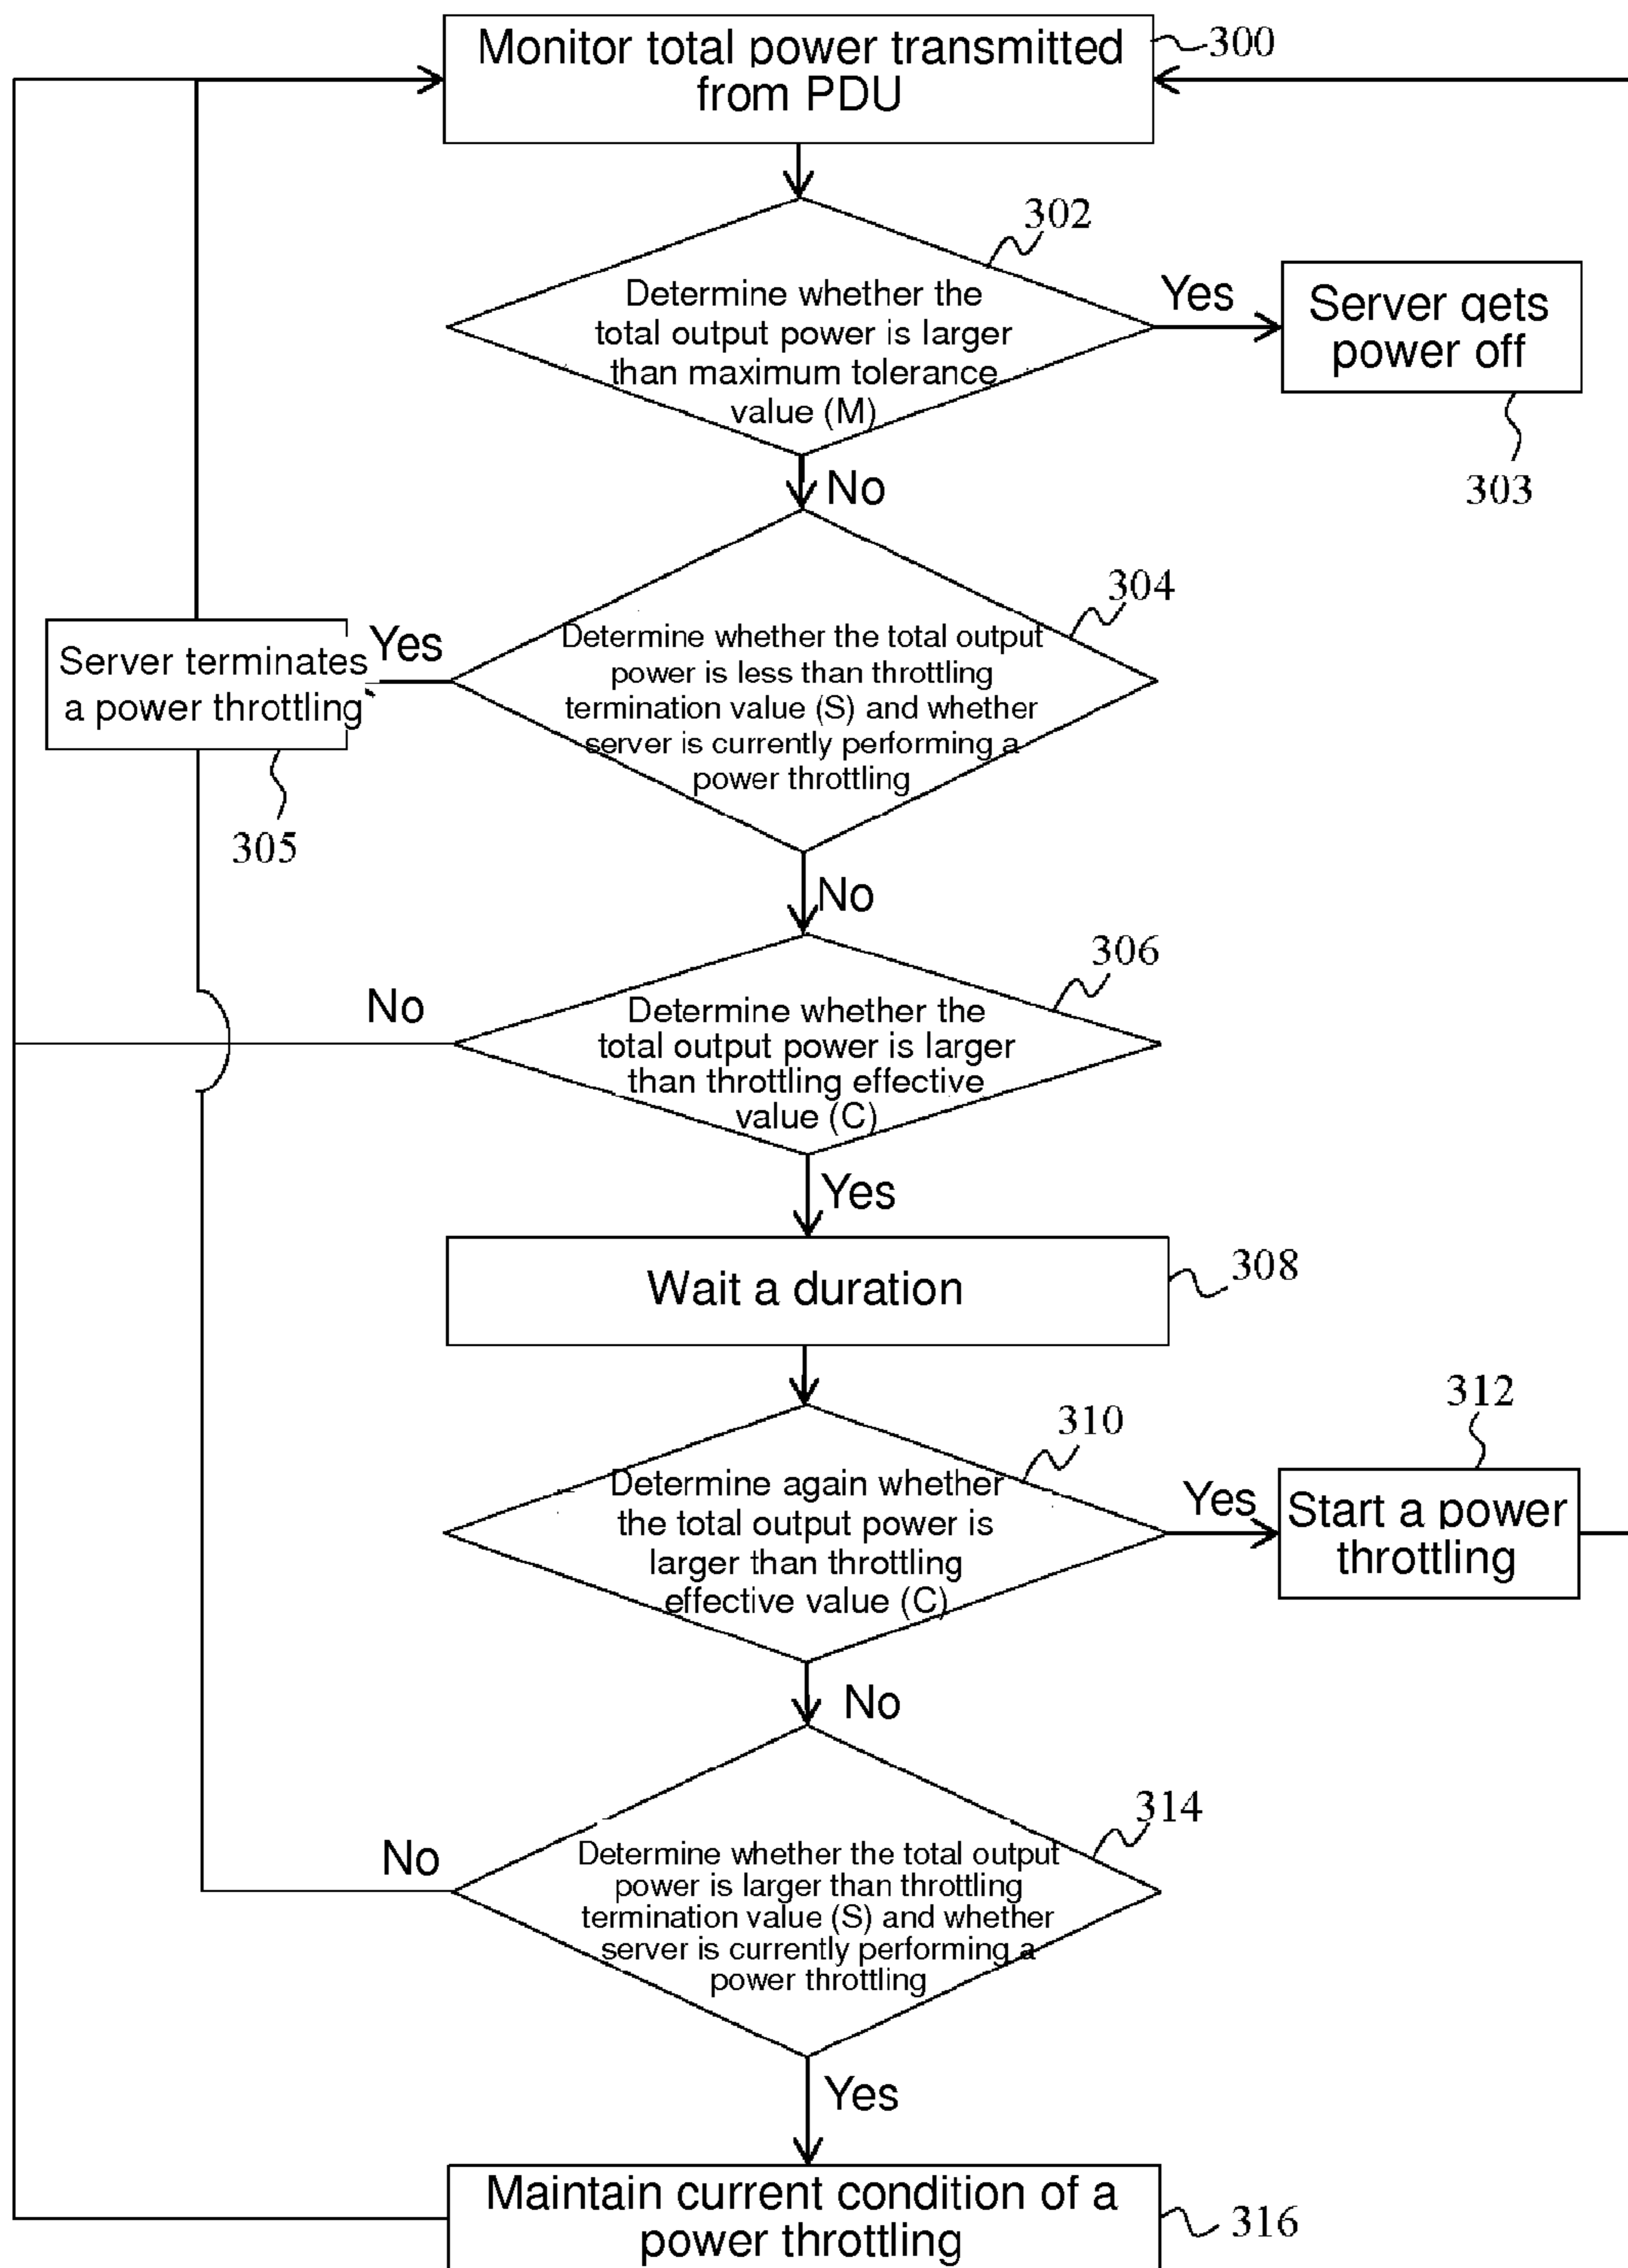 Monitor total power transmitted
from PDU
300
302
Determine whether the
total output power is larger
than maximum tolerance
value (M)
Yes
Server gets
power off
303
No
304
Determine whether the total output
power is less than throttling
termination value (S) and whether
server is currently performing a
power throttling
Yes
Server terminates
a power throttling
305
No
306
Determine whether the
total output power is larger
than throttling effective
value (C)
No
Yes
Wait a duration
308
310
Determine again whether
the total output power is
larger than throttling
effective value (C)
Yes
312
Start a power
throttling
No
314
Determine whether the total output
power is larger than throttling
termination value (S) and whether
server is currently performing a
power throttling
No
Yes
Maintain current condition of a
power throttling
316